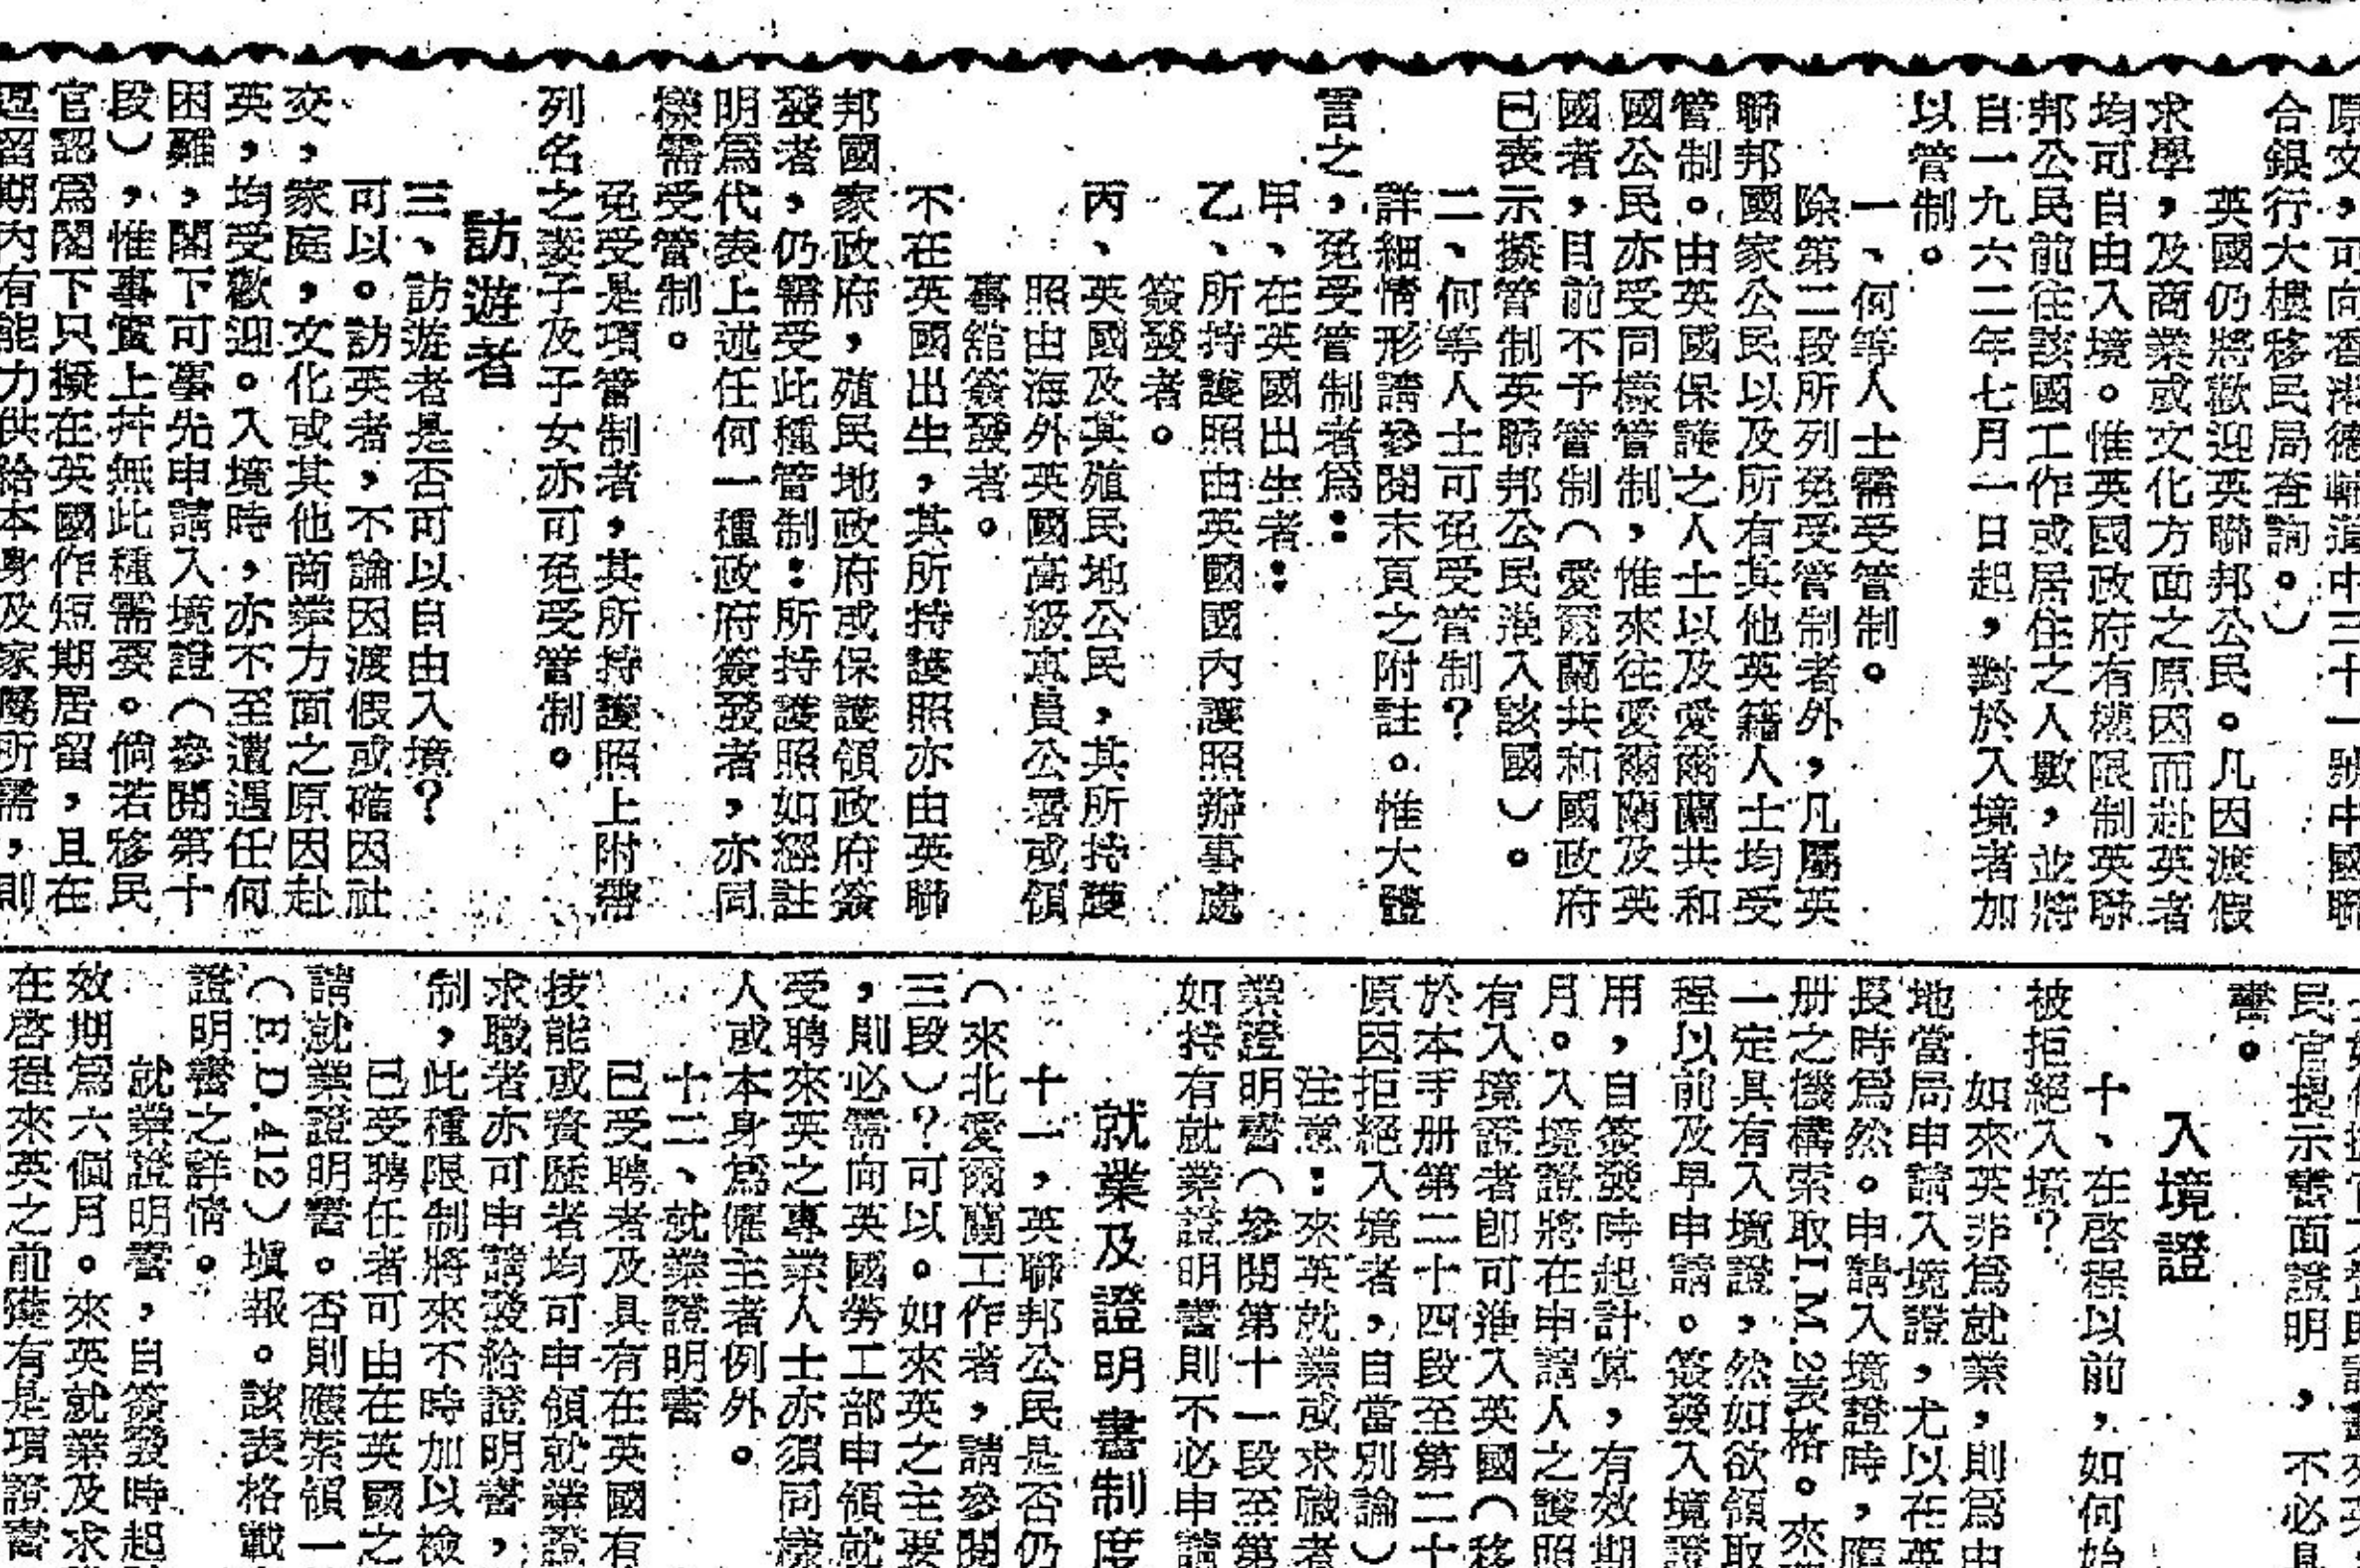 原文，可向香港德輔道中三十一號中國聯
合銀行大樓移民局查詢。）
英國仍將歡迎英聯邦公民。凡因渡假
求學，及商業或文化方面之原因而赴英者
均可自由入境。惟英國政府有權限制英聯
邦公民前往該國工作或居住之人數，並將
自一九六二年七月一日起，對於入境者加
以管制。
一、何等人士需受管制。
除第二段所列免受管制者外，凡屬英
聯邦國家公民以及所有其他英籍人士均受
管制。由英國保護之人士以及愛爾蘭共和
國公民亦受同樣管制，惟來往愛爾蘭及英
國者，目前不予管制（愛爾蘭共和國政府
已表示擬管制英聯邦公民進入該國）。
二、何等人士可免受管制？
詳細情形請參閱末頁之附註。惟大體
言之，免受管制者爲：
甲、在英國出生者：
乙、所持護照由英國國內護照辦事處
簽發者。
丙、英國及其殖民地公民，其所持護
照由海外英國高級專員公署或領
事舘簽發者。
不在英國出生，其所持護照亦由英聯
邦國家政府，殖民地政府或保護領政府簽
發者，仍需受此種管制：所持護照如經註
明爲代表上述任何一種政府簽發者，亦同
樣需受管制。
免受是項管制者，其所持護照上附帶
列名之妻子及子女亦可免受管制。
訪遊者
三、訪遊者是否可以自由入境？
可以。訪英者，不論因渡假或確因社
交，家庭，文化或其他商業方面之原因赴
英，均受歡迎。入境時，亦不至遭遇任何
困難，閣下可事先申請入境證（參閱第十
段），惟事實上幷無此種需要。倘若移民
官認爲閣下只擬在英國作短期居留，且在
逗留期內有能力供給本身及家屬所需，則
民官提示書面證明，不必具
書。
入境證
十、在啓程以前，如何始
被拒絕入境？
如來英非爲就業，則爲由
地當局申請入境證，尤以在英
長時爲然。申請入境證時，應
册之機構索取I.M.2表格。來
一定具有入境證，然如欲領取
程以前及早申請。簽發入境證
用，自簽發時起計算，有效期
月。入境證將在申請人之護照
有入境證者卽可進入英國（移
於本手册第二十四段至第二十
原因拒絕入境者，自當別論）
注意：來英就業或求職者
業證明書（參閱第十一段至第
如持有就業證明書則不必申請
就業及證明書制度
十一，英聯邦公民是否仍
（來北愛爾蘭工作者，請參閱
三段）？可以。如來英之主要
，則必需向英國勞工部申領就
受聘來英之專業人士亦須同樣
人或本身爲僱主者例外。
十二、就業證明書
已受聘者及具有在英國有
技能或資歷者均可申領就業證
求職者亦可申請發給證明書，
制，此種限制將來不時加以檢
已受聘任者可由在英國之
請就業證明書。否則應索領一
（E.D.412）塡報。該表格載
證明書之詳情。
就業證明書，自簽發時起
效期爲六個月。來英就業及求
在啓程來英之前獲有是項證書